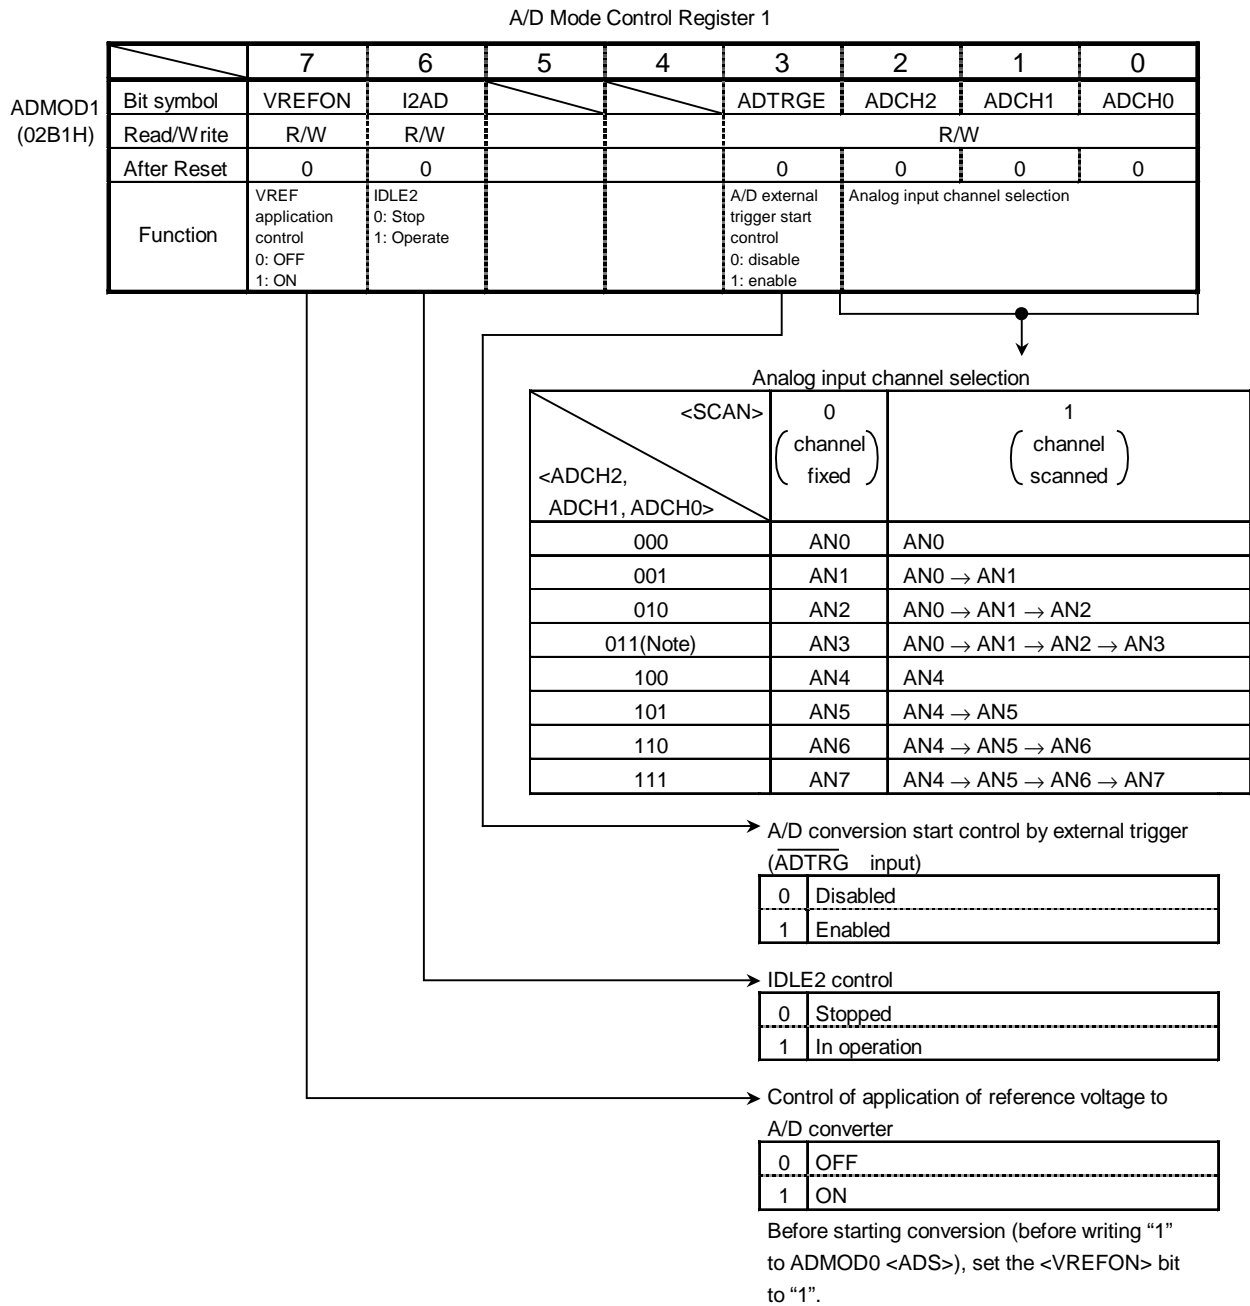 A/D Mode Control Register 1
7 6 5 4 3 2 1 0
ADMOD1
(02B1H)
Bit symbol VREFON I2AD ADTRGE ADCH2 ADCH1 ADCH0
Read/Write R/W R/W R/W
After Reset 0 0 0 0 0 0
Function
VREF
application
control
0: OFF
1: ON
IDLE2
0: Stop
1: Operate
A/D external
trigger start
control
0: disable
1: enable
Analog input channel selection
Analog input channel selection
<SCAN>
<ADCH2,
ADCH1, ADCH0>
0
( channel
fixed )
1
( channel
scanned )
000 AN0 AN0
001 AN1 AN0 → AN1
010 AN2 AN0 → AN1 → AN2
011(Note) AN3 AN0 → AN1 → AN2 → AN3
100 AN4 AN4
101 AN5 AN4 → AN5
110 AN6 AN4 → AN5 → AN6
111 AN7 AN4 → AN5 → AN6 → AN7
A/D conversion start control by external trigger
(ADTRG input)
0 Disabled
1 Enabled
IDLE2 control
0 Stopped
1 In operation
Control of application of reference voltage to
A/D converter
0 OFF
1 ON
Before starting conversion (before writing “1”
to ADMOD0 <ADS>), set the <VREFON> bit
to “1”.